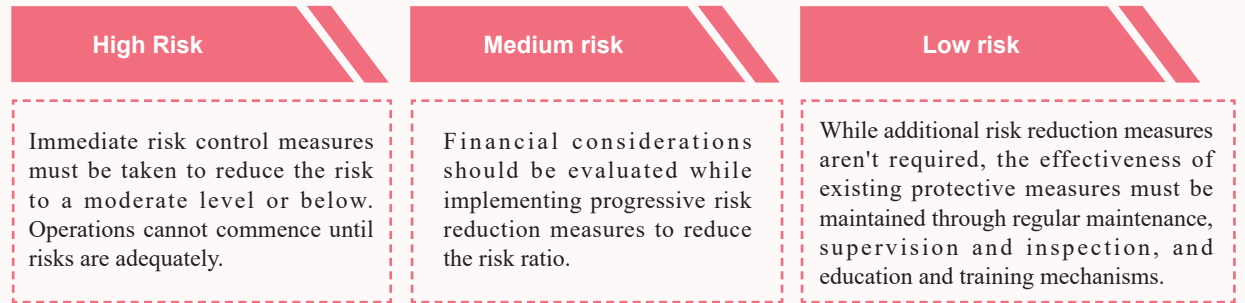 High Risk
Immediate risk control measures
must be taken to reduce the risk
to a moderate level or below.
Operations cannot commence until
risks are adequately.
Medium risk
Financial considerations
should be evaluated while
implementing progressive risk
reduction measures to reduce
the risk ratio.
Low risk
While additional risk reduction measures
aren't required, the effectiveness of
existing protective measures must be
maintained through regular maintenance,
supervision and inspection, and
education and training mechanisms.